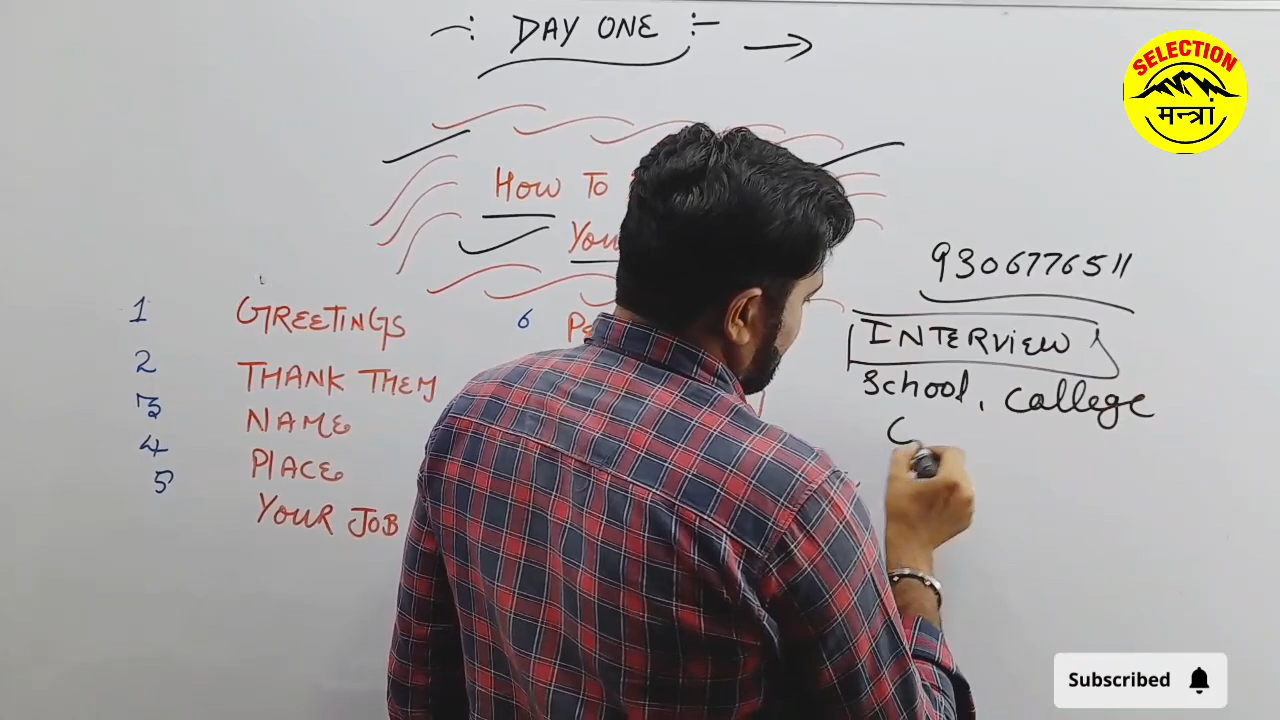 -: DAY ONE :- →
SELECTION
मन्त्रां
HOW TO
YOU
9306776511
1 GREETINGS 6
INTERVIEW
2 THANK THEM
School, College
3 NAME
C
4 PLACE
5 YOUR JOB
Subscribed